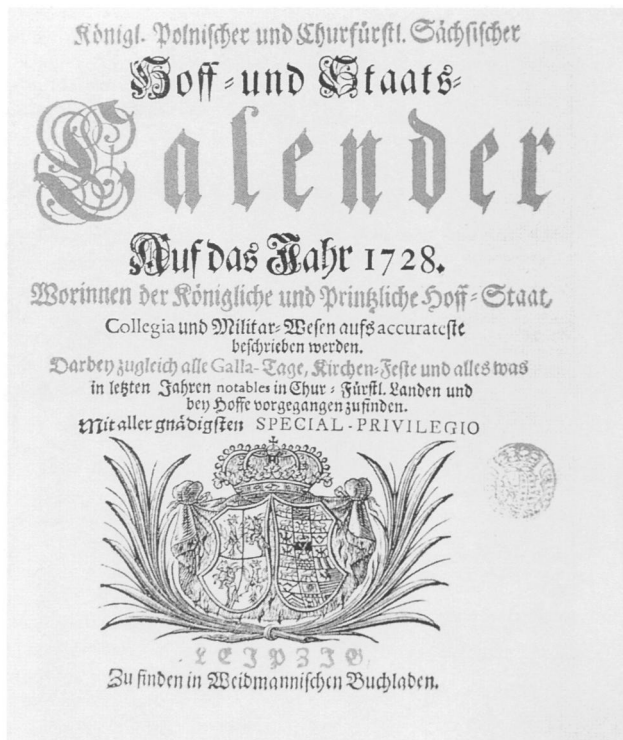 Königl. Polnischer und Churfürstl. Sächsischer
Hoff-und Staats-
Calender
Auf das Jahr 1728.
Worinnen der Königliche und Printzliche Hoff-Staat,
Collegia und Militar-Wesen aufs accurateste
beschrieben werden.
Darbey zugleich alle Galla-Tage, Kirchen-Feste und alles was
in letzten Jahren notables in Chur-Fürstl. Landen und
bey Hoffe vorgegangen zu finden.
Mit aller gnädigsten SPECIAL-PRIVILEGIO
LEIPZIG,
Zu finden in Weidmannischen Buchladen.